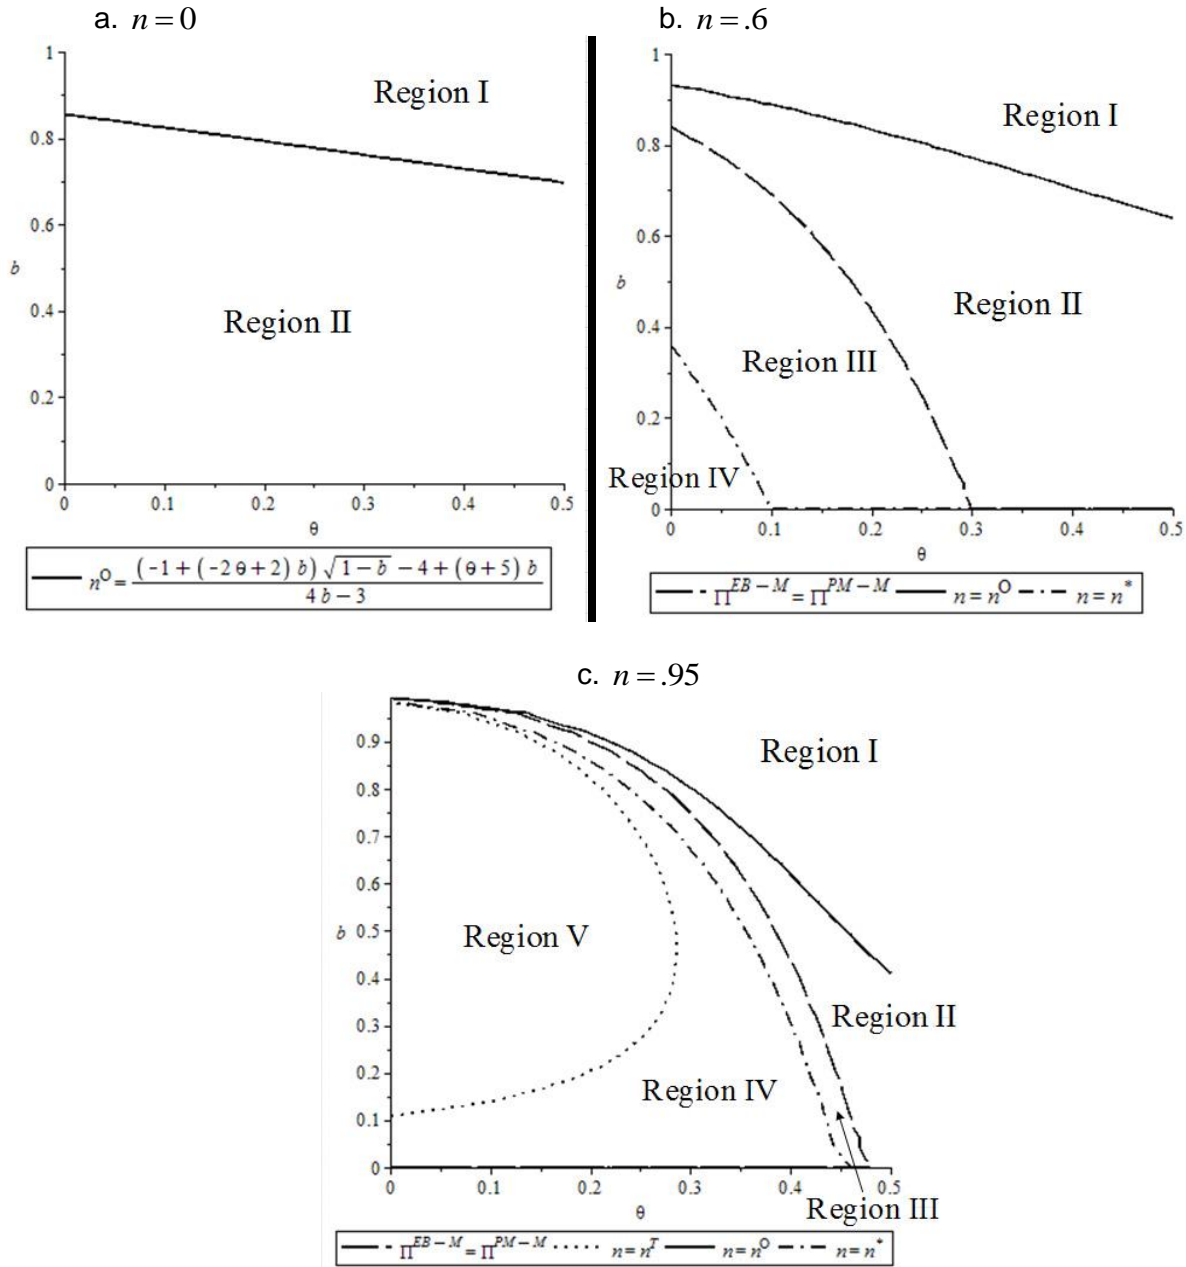 a. n = 0
1
0.8
0.6
b
0.4
0.2
0
0 0.1 0.2 0.3 0.4 0.5
θ
Region I
Region II
n^O = ((-1 + (-2 θ + 2) b) √(1 - b) - 4 + (θ + 5) b) / (4 b - 3)
b. n = .6
1
0.8
0.6
b
0.4
0.2
0
0 0.1 0.2 0.3 0.4 0.5
θ
Region I
Region II
Region III
Region IV
Π^EB-M = Π^PM-M n = n^O n = n^*
c. n = .95
0.9
0.8
0.7
0.6
b 0.5
0.4
0.3
0.2
0.1
0
0 0.1 0.2 0.3 0.4 0.5
θ
Region I
Region V
Region II
Region IV
Region III
Π^EB-M = Π^PM-M n = n^T n = n^O n = n^*